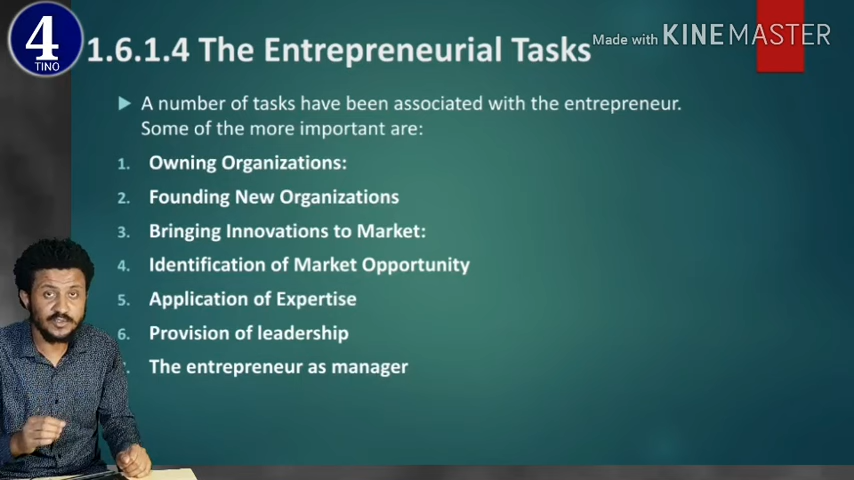 4
TINO
1.6.1.4 The Entrepreneurial Tasks
Made with KINEMASTER
A number of tasks have been associated with the entrepreneur.
Some of the more important are:
1. Owning Organizations:
2. Founding New Organizations
3. Bringing Innovations to Market:
4. Identification of Market Opportunity
5. Application of Expertise
6. Provision of leadership
The entrepreneur as manager